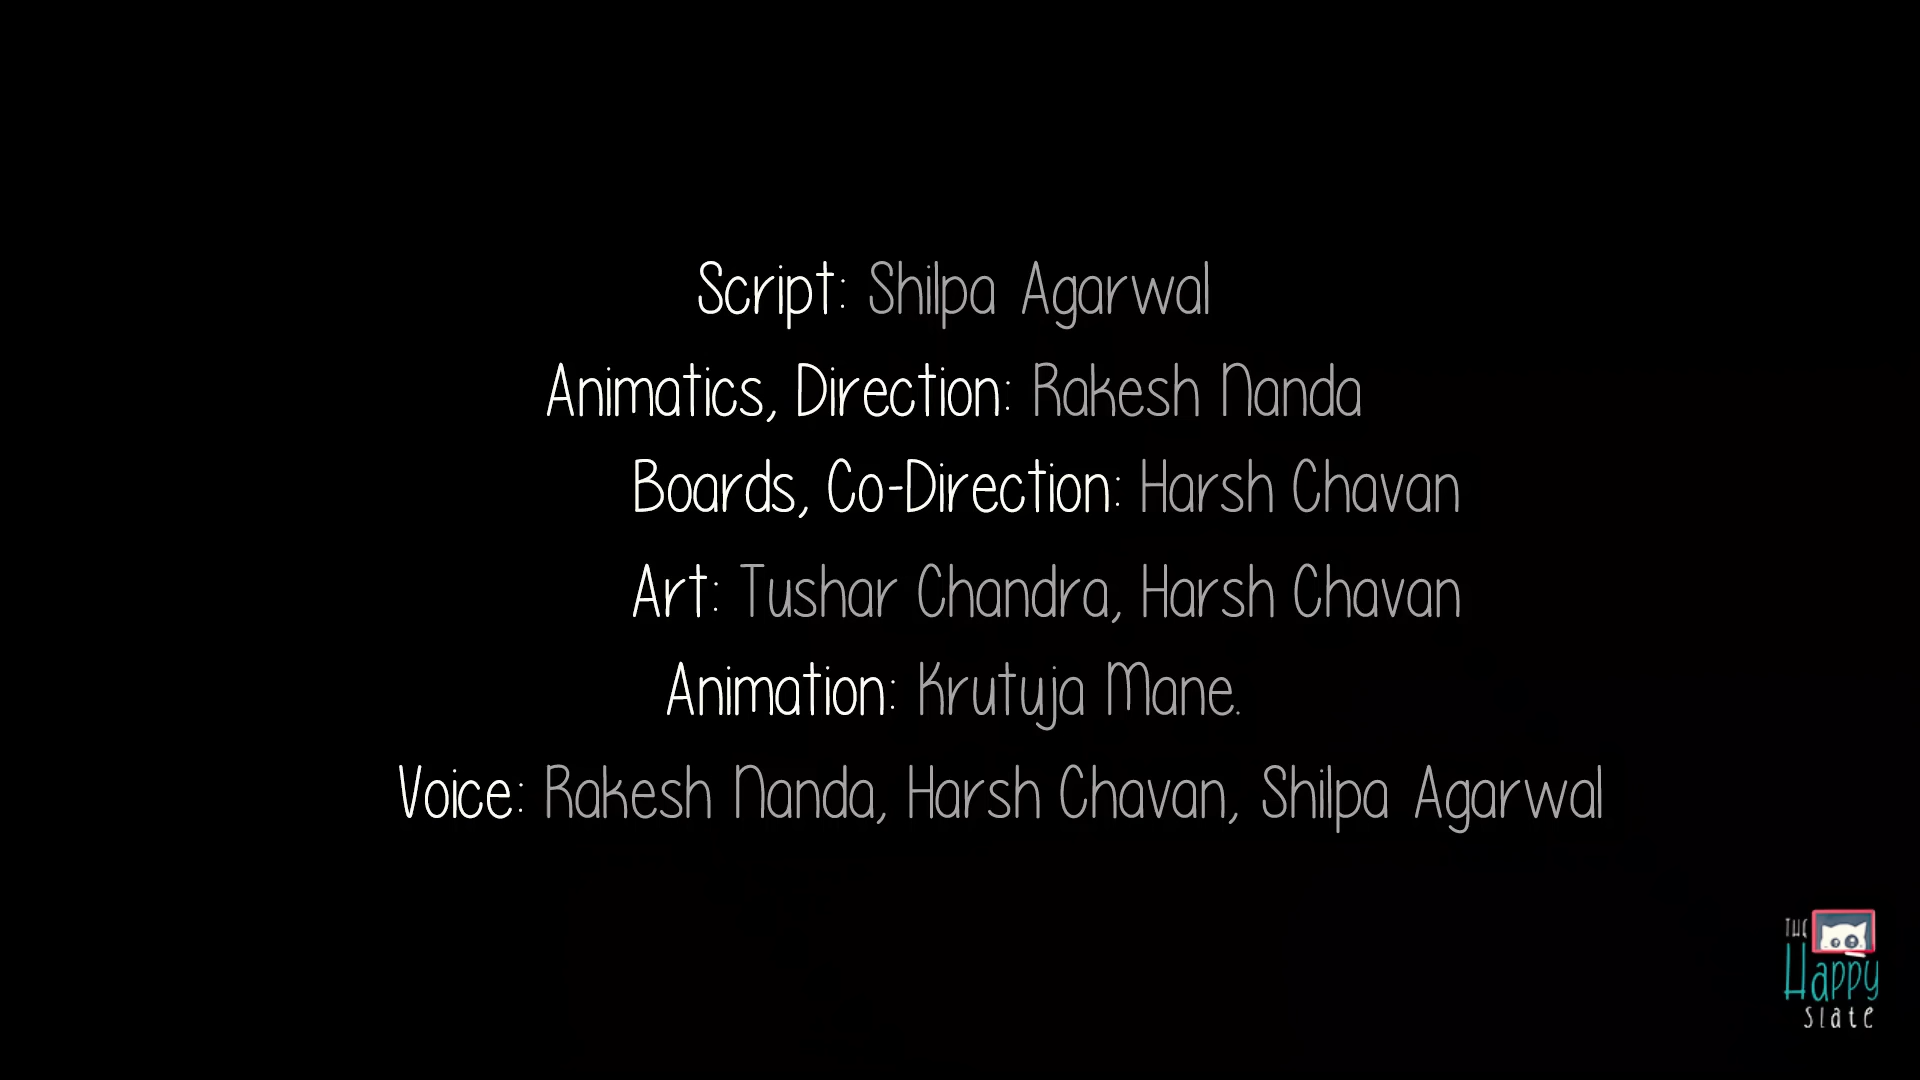 Script: Shilpa Agarwal
Animatics, Direction: Rakesh Nanda
Boards, Co-Direction: Harsh Chavan
Art: Tushar Chandra, Harsh Chavan
Animation: Krutuja Mane.
Voice: Rakesh Nanda, Harsh Chavan, Shilpa Agarwal
THE
Happy
Slate